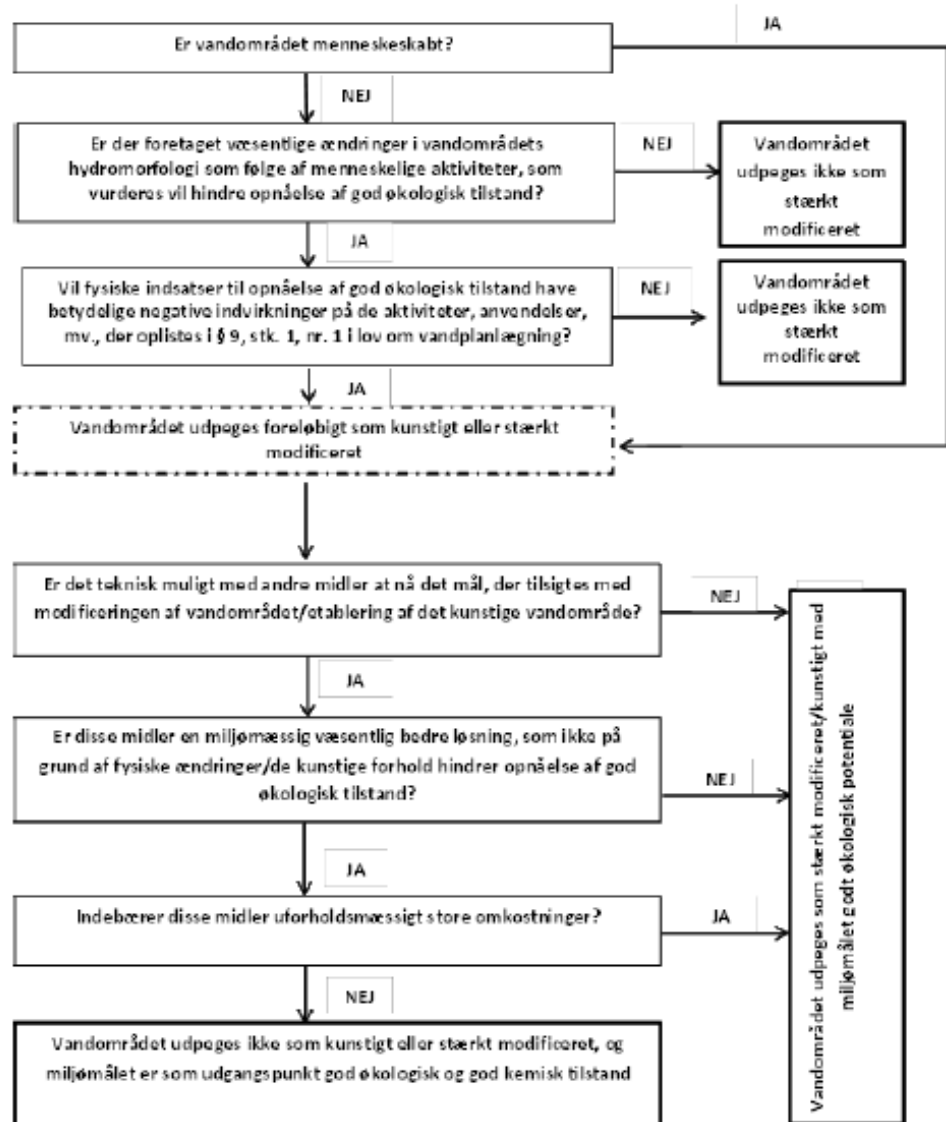 JA
Er vandområdet menneskeskabt?
NEJ
Er der foretaget væsentlige ændringer i vandområdets
hydromorfologi som følge af menneskelige aktiviteter, som
vurderes vil hindre opnåelse af god økologisk tilstand?
NEJ
Vandområdet
udpeges ikke som
stærkt
modificeret
JA
Vil fysiske indsatser til opnåelse af god økologisk tilstand have
betydelige negative indvirkninger på de aktiviteter, anvendelser,
mv., der oplistes i § 9, stk. 1, nr. 1 i lov om vandplanlægning?
NEJ
Vandområdet
udpeges ikke som
stærkt
modificeret
JA
Vandområdet udpeges foreløbigt som kunstigt eller stærkt
modificeret
Er det teknisk muligt med andre midler at nå det mål, der tilsigtes med
modificeringen af vandområdet/etablering af det kunstige vandområde?
NEJ
JA
Er disse midler en miljømæssig væsentlig bedre løsning, som ikke på
grund af fysiske ændringer/de kunstige forhold hindrer opnåelse af god
økologisk tilstand?
NEJ
JA
Indebærer disse midler uforholdsmæssigt store omkostninger?
JA
NEJ
Vandområdet udpeges ikke som kunstigt eller stærkt modificeret, og
miljømålet er som udgangspunkt god økologisk og god kemisk tilstand
Vandområdet udpeges som stærkt modificeret/kunstigt med
miljømålet godt økologisk potentiale